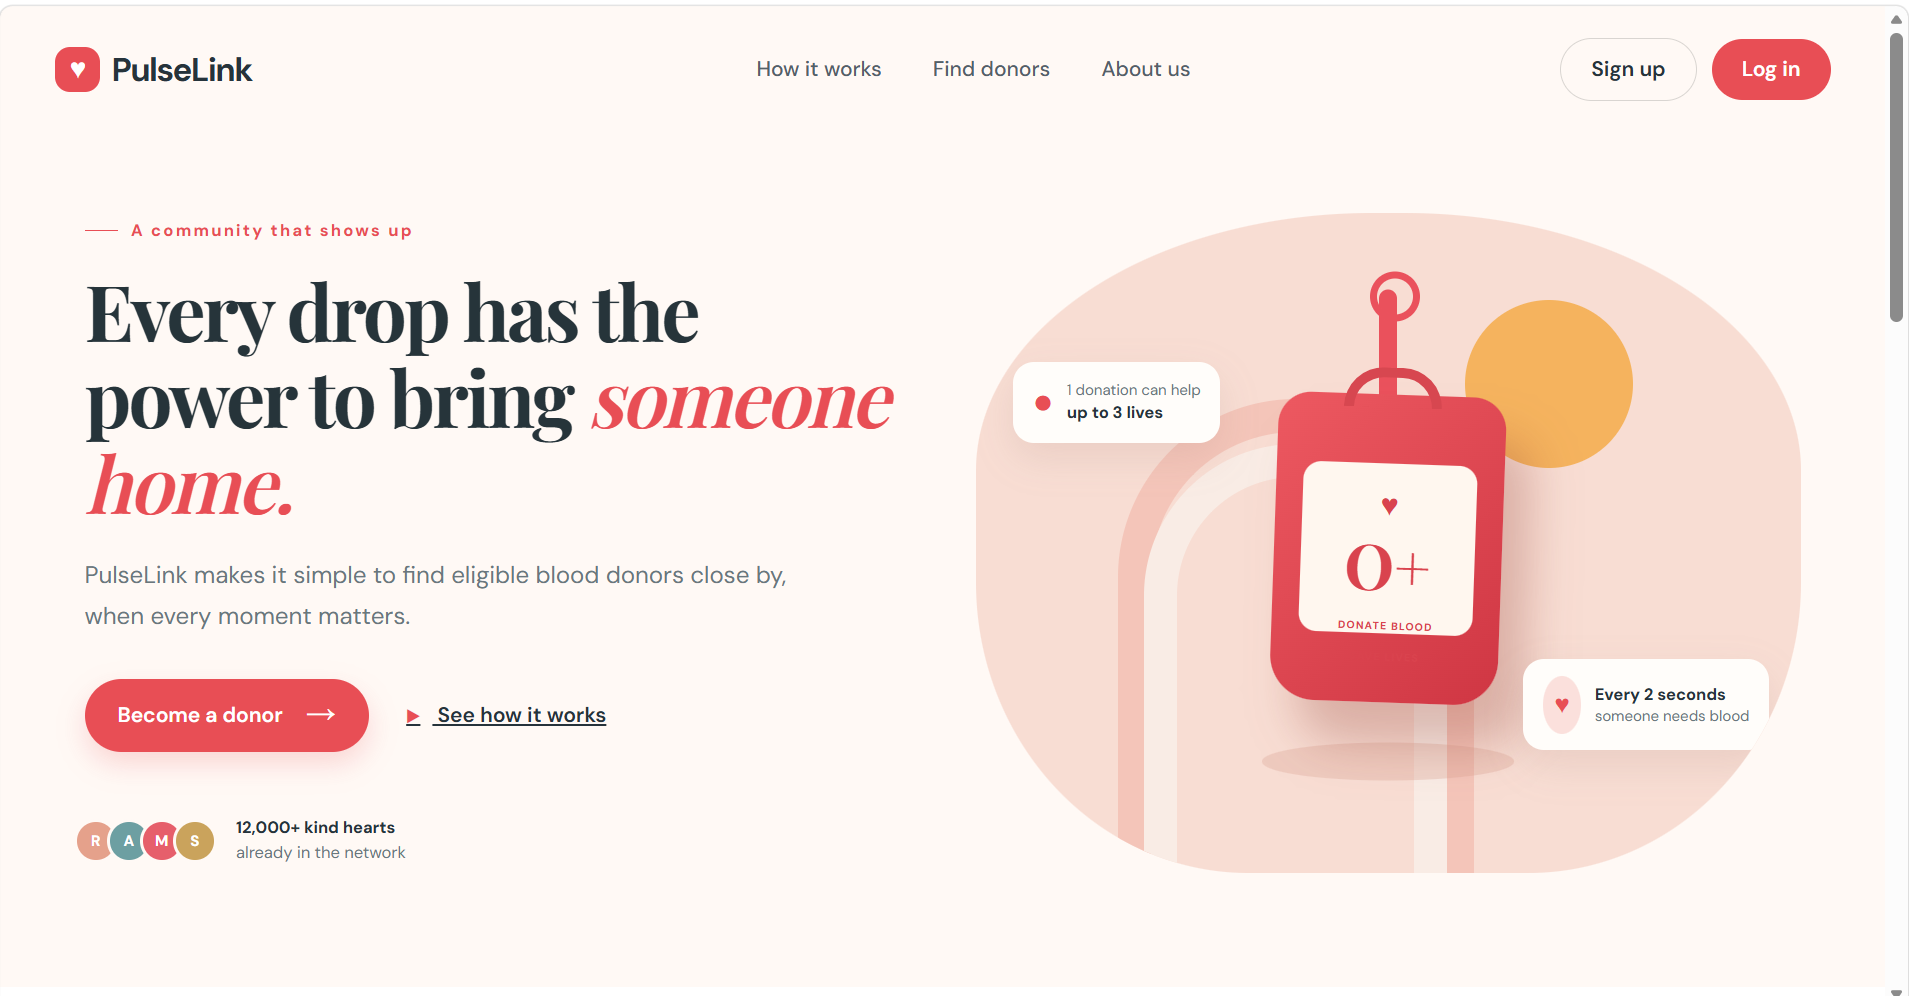 PulseLink
How it works
Find donors
About us
Sign up
Log in
A community that shows up
Every drop has the
power to bring someone
home.
PulseLink makes it simple to find eligible blood donors close by,
when every moment matters.
Become a donor →
See how it works
R A M S
12,000+ kind hearts
already in the network
1 donation can help
up to 3 lives
O+
DONATE BLOOD
Every 2 seconds
someone needs blood